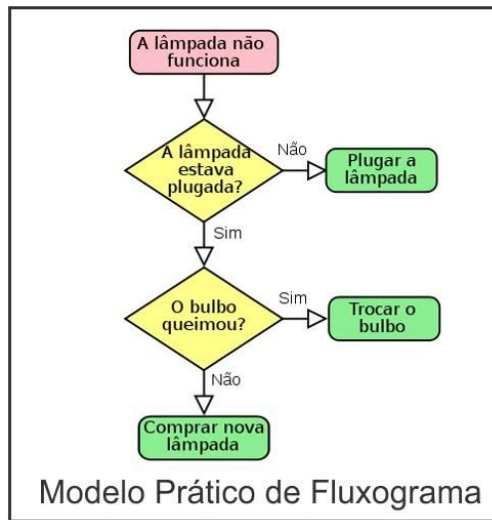 A lâmpada não
funciona
A lâmpada
estava
plugada?
Não
Plugar a
lâmpada
Sim
O bulbo
queimou?
Sim
Trocar o
bulbo
Não
Comprar nova
lâmpada
Modelo Prático de Fluxograma